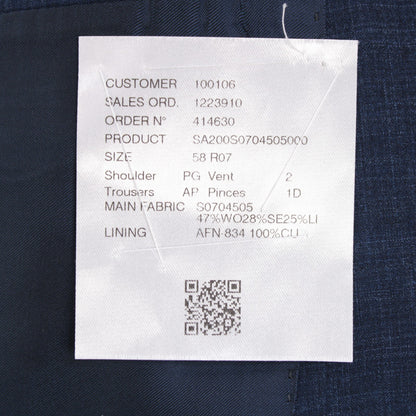 CUSTOMER 100106
SALES ORD. 1223910
ORDER N° 414630
PRODUCT SA200S0704505000
SIZE 58 R07
Shoulder PG Vent 2
Trousers AP Pinces 1D
MAIN FABRIC S0704505
47%WO28%SE25%LI
LINING AFN-834 100%CU